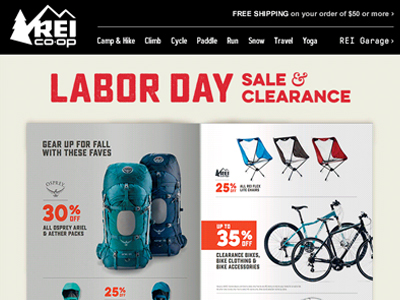 REI
CO·OP
FREE SHIPPING on your order of $50 or more ›
Camp & Hike Climb Cycle Paddle Run Snow Travel Yoga REI Garage ›
LABOR DAY SALE &
CLEARANCE
GEAR UP FOR FALL
WITH THESE FAVES
OSPREY
30% OFF
ALL OSPREY ARIEL
& AETHER PACKS
25% OFF
REI
25% OFF
ALL REI FLEX
LITE CHAIRS
UP TO
35% OFF
CLEARANCE BIKES,
BIKE CLOTHING &
BIKE ACCESSORIES